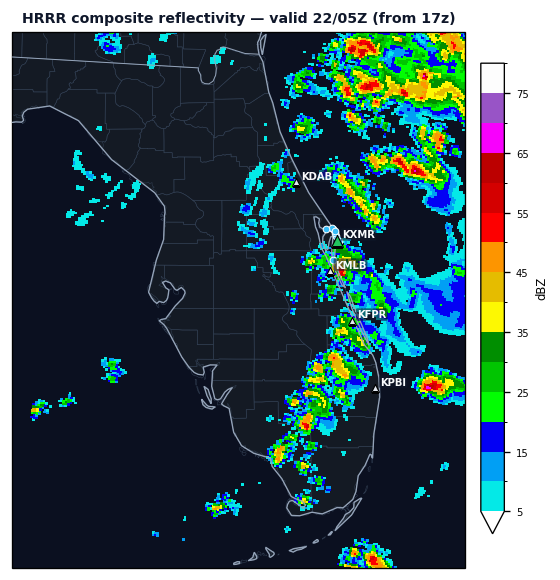 HRRR composite reflectivity — valid 22/05Z (from 17z)
KDAB
KXMR
KMLB
KFPR
KPBI
75
65
55
45
35
25
15
5
dBZ